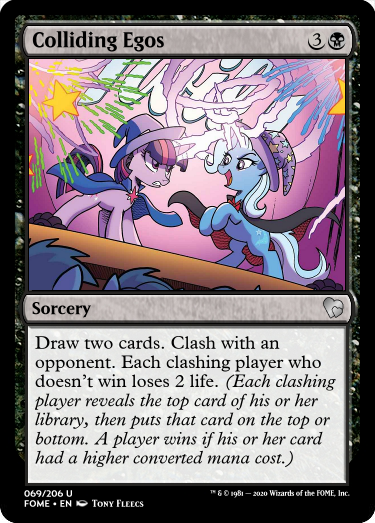 Colliding Egos 3
Sorcery
Draw two cards. Clash with an
opponent. Each clashing player who
doesn't win loses 2 life. (Each clashing
player reveals the top card of his or her
library, then puts that card on the top or
bottom. A player wins if his or her card
had a higher converted mana cost.)
069/206 U
FOME • EN Tony Fleecs
™ & © 1981 — 2020 Wizards of the FOME, Inc.